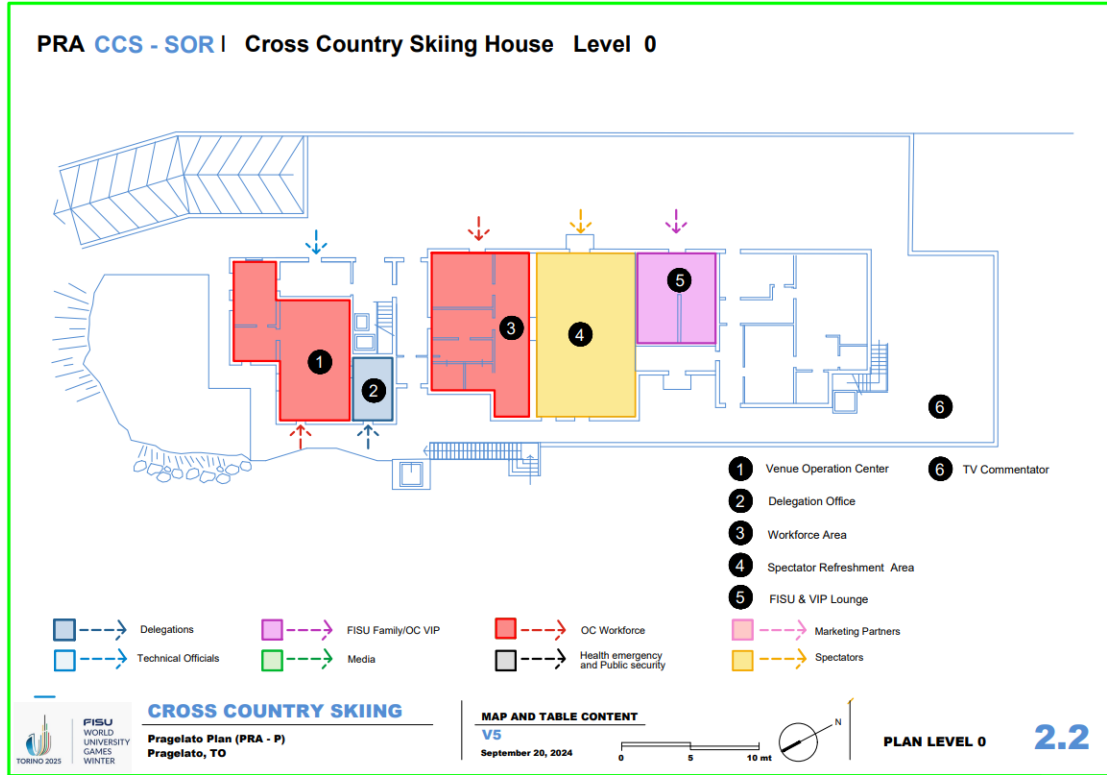 PRA CCS - SOR | Cross Country Skiing House Level 0
1
2
3
4
5
6
1 Venue Operation Center
6 TV Commentator
2 Delegation Office
3 Workforce Area
4 Spectator Refreshment Area
5 FISU & VIP Lounge
Delegations
FISU Family/OC VIP
OC Workforce
Marketing Partners
Technical Officials
Media
Health emergency
and Public security
Spectators
TORINO 2025
FISU
WORLD
UNIVERSITY
GAMES
WINTER
CROSS COUNTRY SKIING
Pragelato Plan (PRA - P)
Pragelato, TO
MAP AND TABLE CONTENT
V5
September 20, 2024
0 5 10 mt
N
PLAN LEVEL 0
2.2